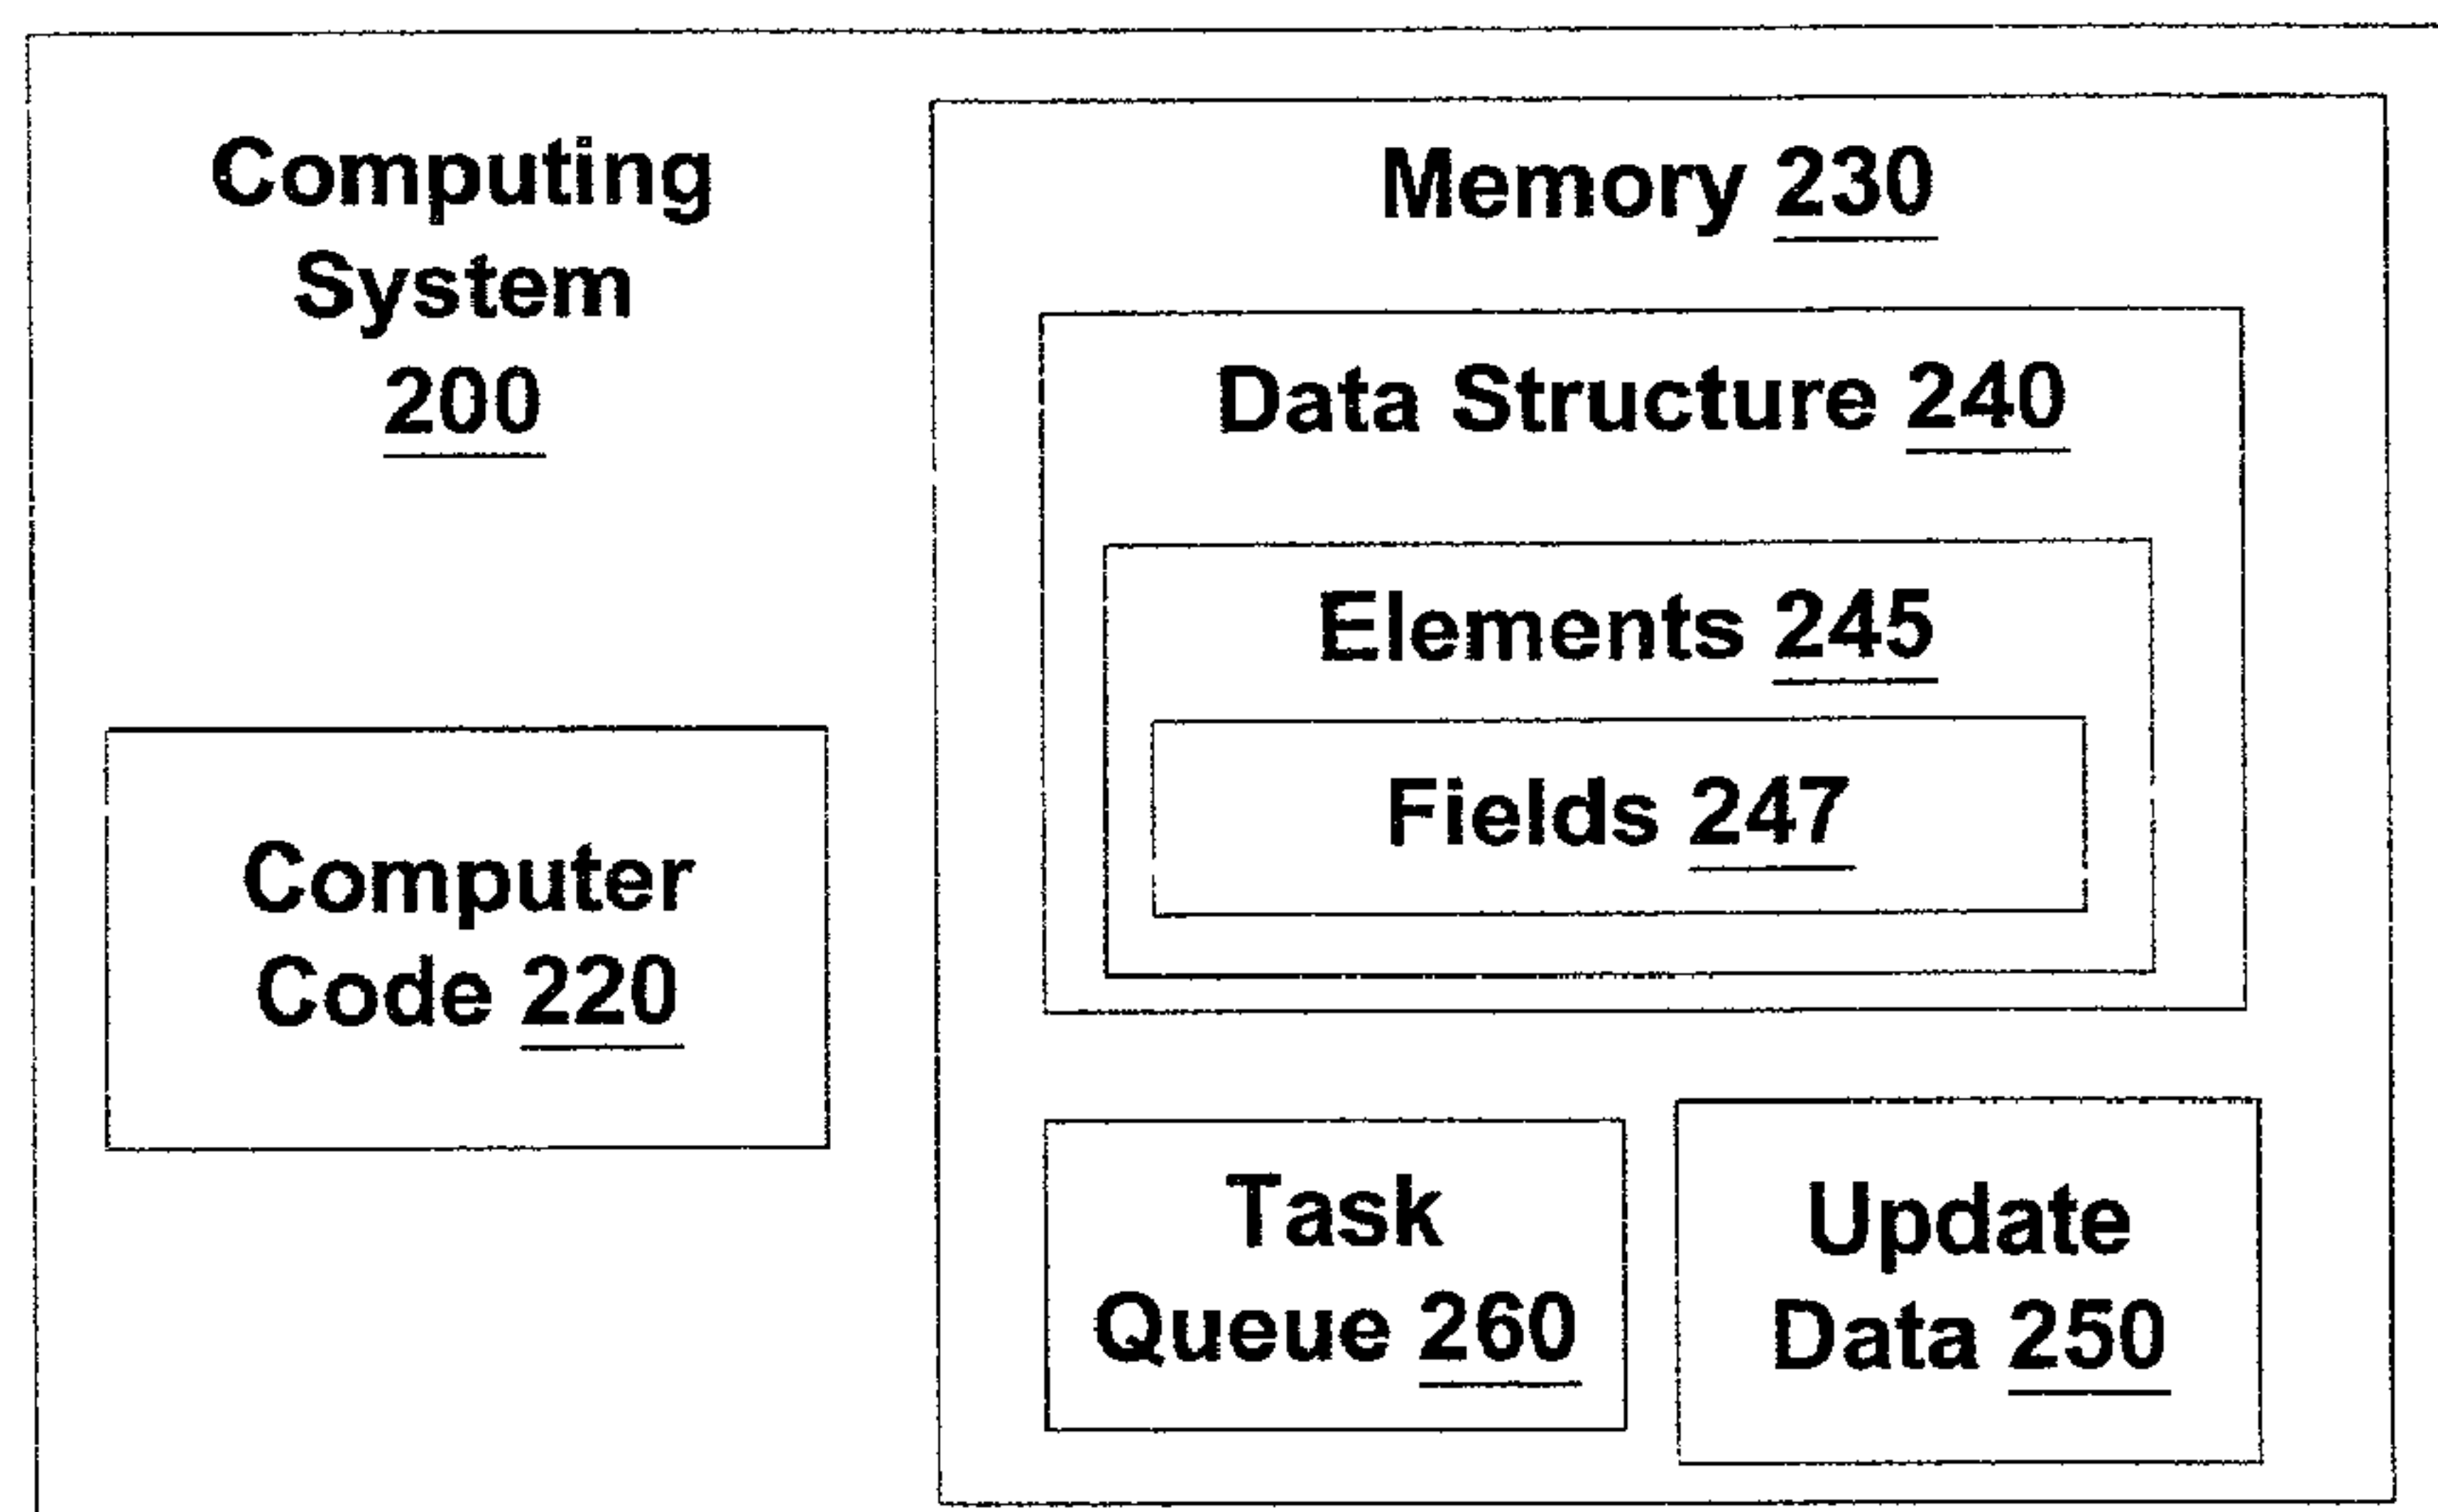 Computing
System
200
Memory 230
Data Structure 240
Elements 245
Fields 247
Computer
Code 220
Task
Queue 260
Update
Data 250